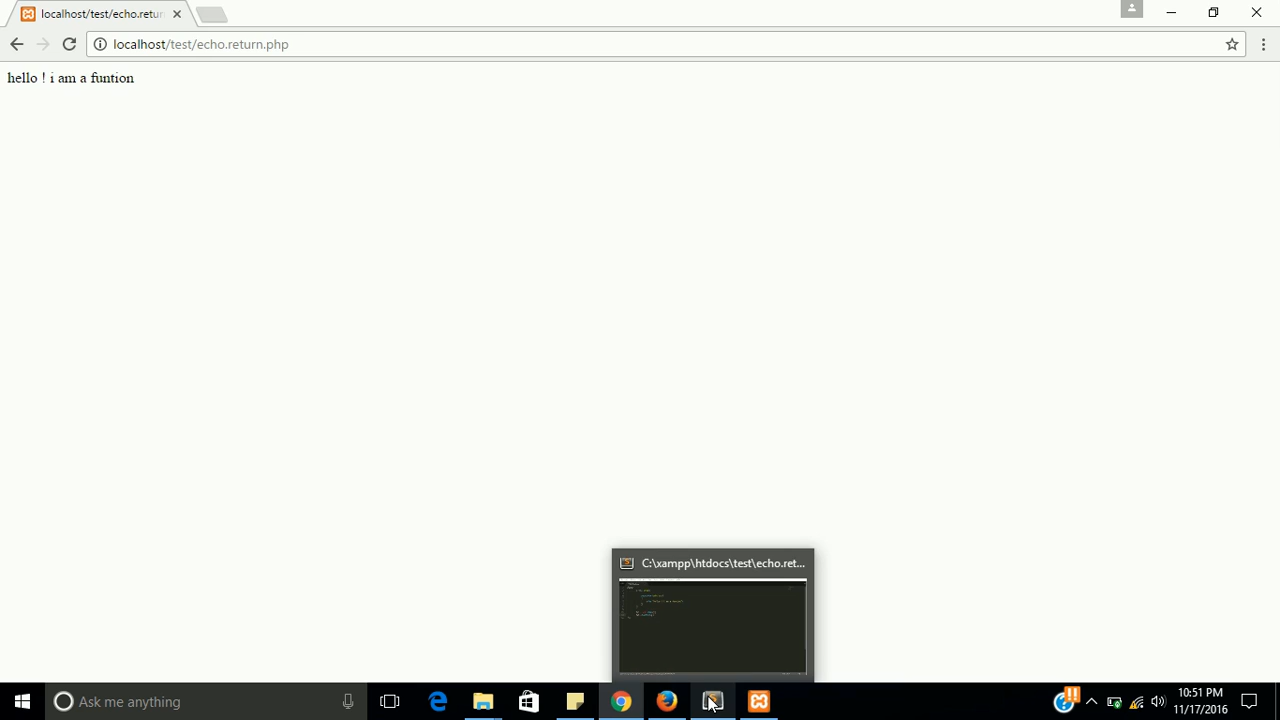 localhost/test/echo.retur
localhost/test/echo.return.php
hello ! i am a funtion
C:\xampp\htdocs\test\echo.ret...
Ask me anything
10:51 PM
11/17/2016